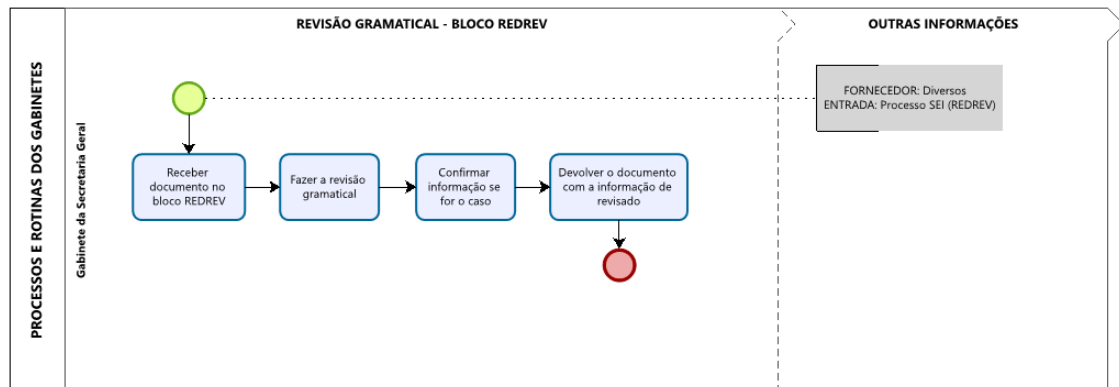 REVISÃO GRAMATICAL - BLOCO REDREV
OUTRAS INFORMAÇÕES
PROCESSOS E ROTINAS DOS GABINETES
Gabinete da Secretaria Geral
FORNECEDOR: Diversos
ENTRADA: Processo SEI (REDREV)
Receber
documento no
bloco REDREV
Fazer a revisão
gramatical
Confirmar
informação se
for o caso
Devolver o documento
com a informação de
revisado